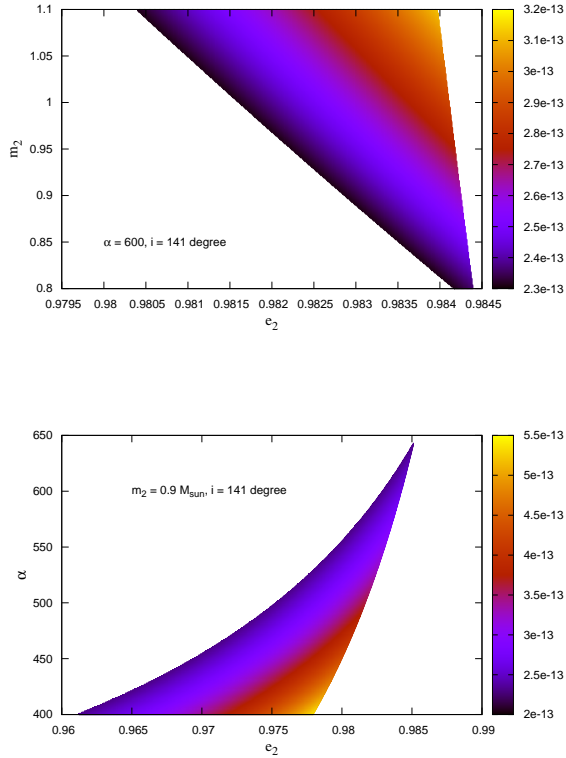 1.1
1.05
1
0.95
0.9
0.85
0.8
m₂
α = 600, i = 141 degree
0.9795 0.98 0.9805 0.981 0.9815 0.982 0.9825 0.983 0.9835 0.984 0.9845
e₂
3.2e-13
3.1e-13
3e-13
2.9e-13
2.8e-13
2.7e-13
2.6e-13
2.5e-13
2.4e-13
2.3e-13
650
600
550
500
450
400
α
m₂ = 0.9 Mₛᵤₙ, i = 141 degree
0.96 0.965 0.97 0.975 0.98 0.985 0.99
e₂
5.5e-13
5e-13
4.5e-13
4e-13
3.5e-13
3e-13
2.5e-13
2e-13